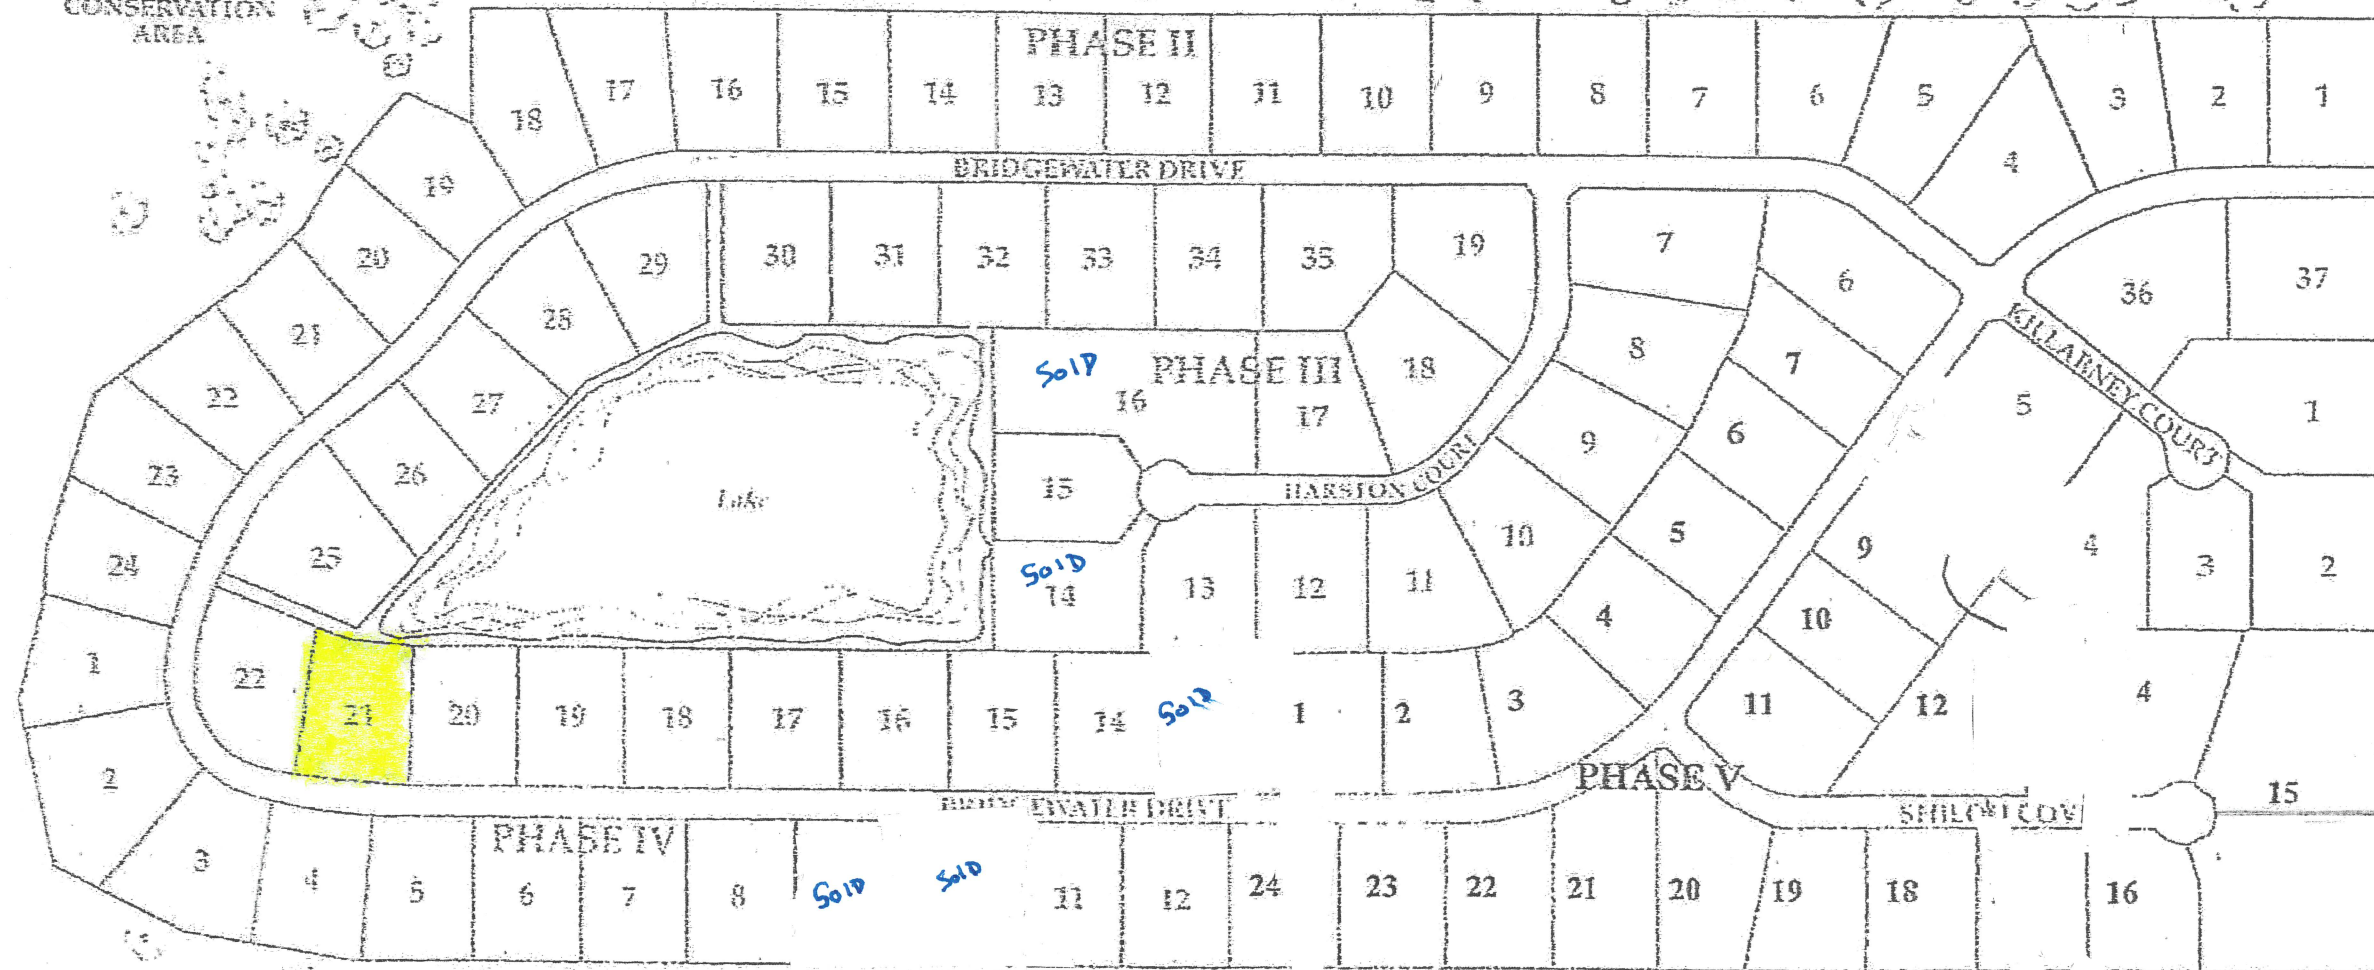 CONSERVATION
AREA
PHASE II
18 17 16 15 14 13 12 11 10 9 8 7 6 5 4 3 2 1
BRIDGEWATER DRIVE
19
20
21
22
23
24
29 30 31 32 33 34 35 19 7 6 36 37
28
27
26
25
KILLARNEY COURT
SOLD
PHASE III
16 17 18 8 7 5 1
Lake
15
HARSTON COURT
9 6
10 5 9 4 3 2
SOLD
14 13 12 11 4 10
1 22 21 20 19 18 17 16 15 14 SOLD 1 2 3 11 12 4
2
PHASE V
BRIDGEWATER DRIVE
SHILOH COV
15
PHASE IV
3 4 5 6 7 8 SOLD SOLD 11 12 24 23 22 21 20 19 18 16